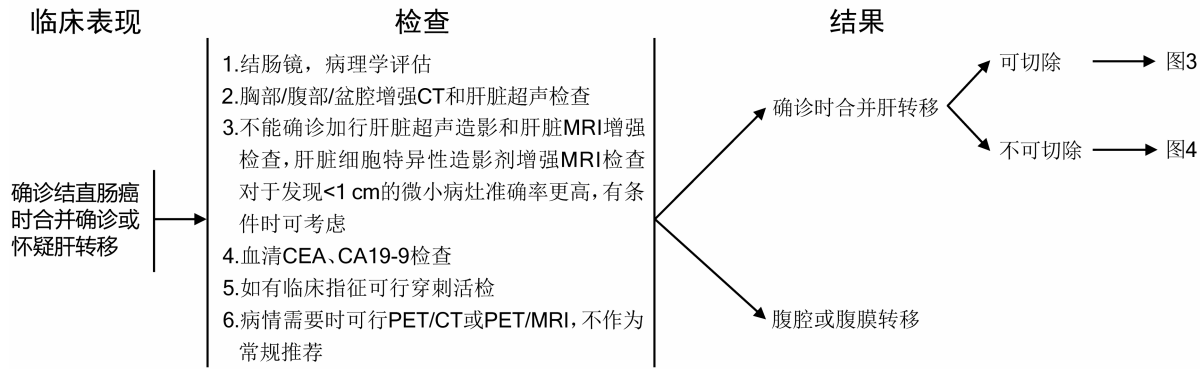 临床表现
检查
结果
确诊结直肠癌
时合并确诊或
怀疑肝转移
1.结肠镜，病理学评估
2.胸部/腹部/盆腔增强CT和肝脏超声检查
3.不能确诊加行肝脏超声造影和肝脏MRI增强
检查，肝脏细胞特异性造影剂增强MRI检查
对于发现<1 cm的微小病灶准确率更高，有条
件时可考虑
4.血清CEA、CA19-9检查
5.如有临床指征可行穿刺活检
6.病情需要时可行PET/CT或PET/MRI，不作为
常规推荐
确诊时合并肝转移
可切除
图3
不可切除
图4
腹腔或腹膜转移